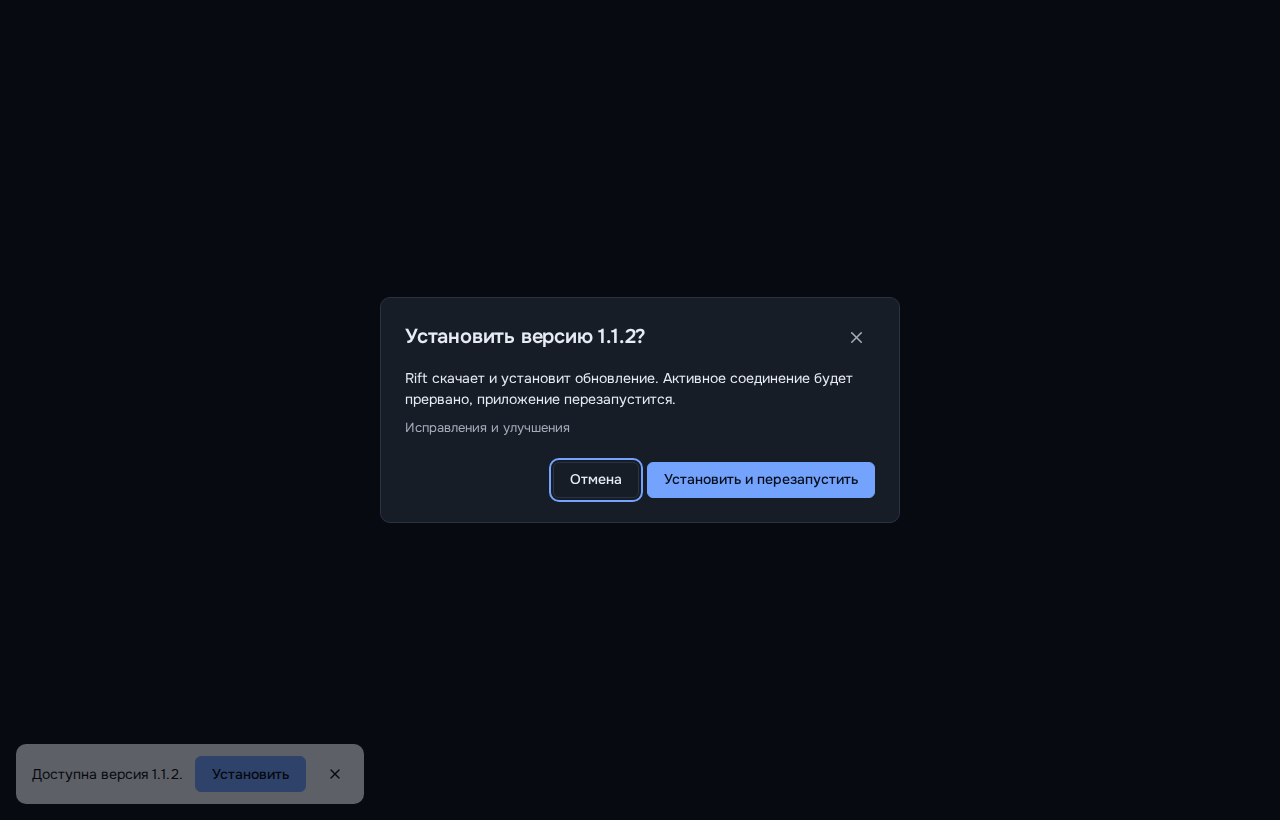 Установить версию 1.1.2?
Rift скачает и установит обновление. Активное соединение будет
прервано, приложение перезапустится.
Исправления и улучшения
Отмена
Установить и перезапустить
Доступна версия 1.1.2.
Установить